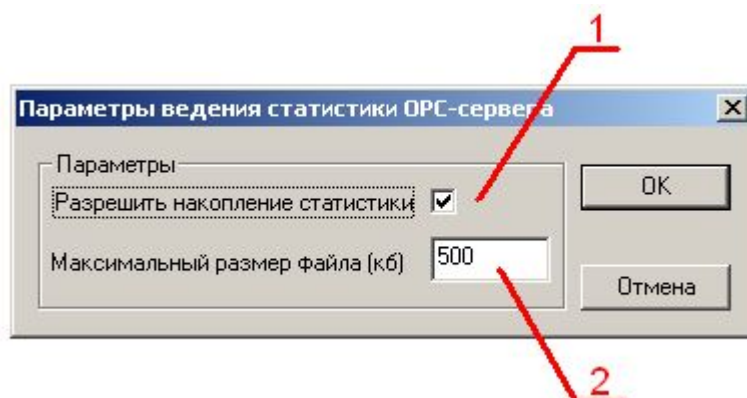 1
Параметры ведения статистики OPC-сервера
Параметры
Разрешить накопление статистики
OK
Максимальный размер файла (кб)
500
Отмена
2